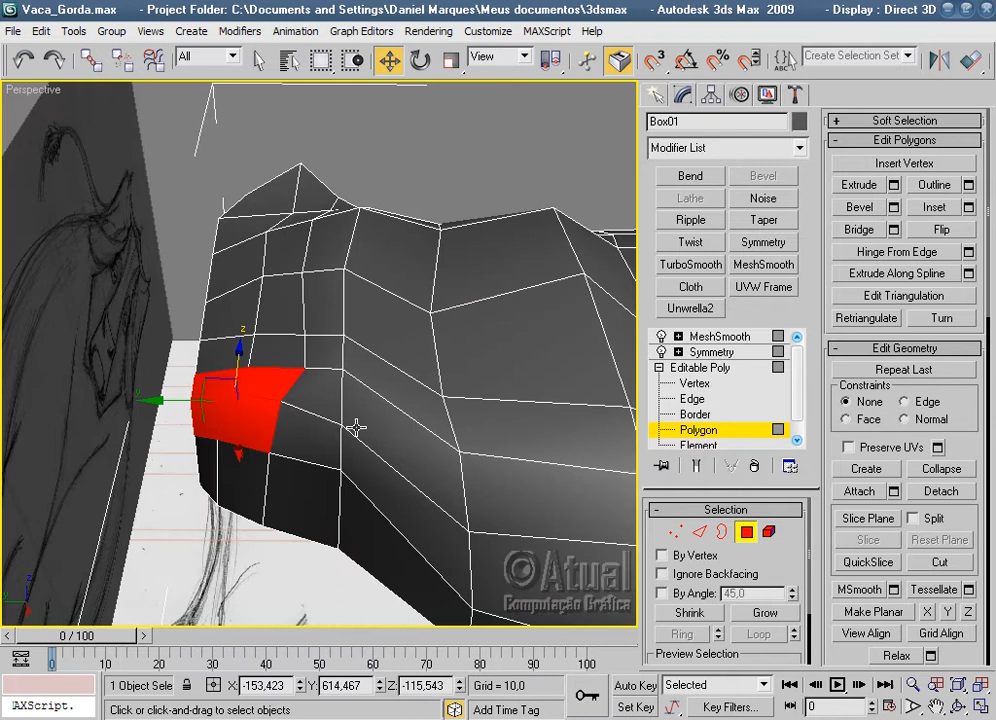 Vaca_Gorda.max - Project Folder: C:\Documents and Settings\Daniel Marques\Meus documentos\3dsmax - Autodesk 3ds Max 2009 - Display : Direct 3D
File Edit Tools Group Views Create Modifiers Animation Graph Editors Rendering Customize MAXScript Help
All View Create Selection Set
Perspective
Box01
Modifier List
Bend Bevel
Lathe Noise
Ripple Taper
Twist Symmetry
TurboSmooth MeshSmooth
Cloth UVW Frame
Unwrella2
MeshSmooth
Symmetry
Editable Poly
Vertex
Edge
Border
Polygon
Element
Selection
By Vertex
Ignore Backfacing
By Angle: 45,0
Shrink Grow
Ring Loop
Preview Selection
Soft Selection
Edit Polygons
Insert Vertex
Extrude Outline
Bevel Inset
Bridge Flip
Hinge From Edge
Extrude Along Spline
Edit Triangulation
Retriangulate Turn
Edit Geometry
Repeat Last
Constraints
None Edge
Face Normal
Preserve UVs
Create Collapse
Attach Detach
Slice Plane Split
Slice Reset Plane
QuickSlice Cut
MSmooth Tessellate
Make Planar X Y Z
View Align Grid Align
Relax
z
©Atual
Computação Gráfica
0 / 100
0 10 20 30 40 50 60 70 80 90 100
1 Object Sele X: -153,423 Y: 614,467 Z: -115,543 Grid = 10,0 Auto Key Selected
AXScript. Click or click-and-drag to select objects Add Time Tag Set Key Key Filters... 0